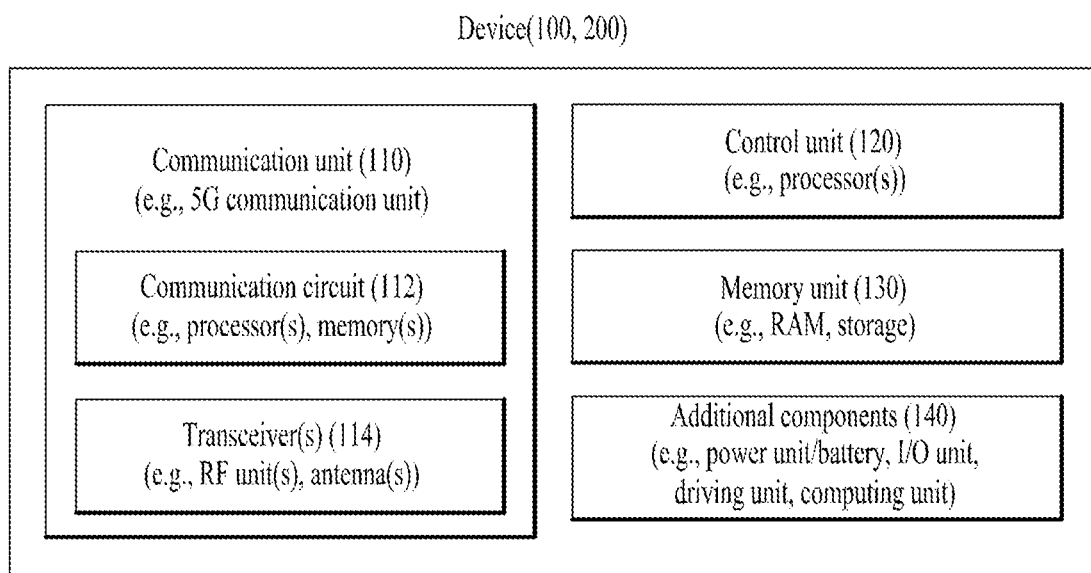 Device(100, 200)
Communication unit (110)
(e.g., 5G communication unit)
Communication circuit (112)
(e.g., processor(s), memory(s))
Transceiver(s) (114)
(e.g., RF unit(s), antenna(s))
Control unit (120)
(e.g., processor(s))
Memory unit (130)
(e.g., RAM, storage)
Additional components (140)
(e.g., power unit/battery, I/O unit,
driving unit, computing unit)